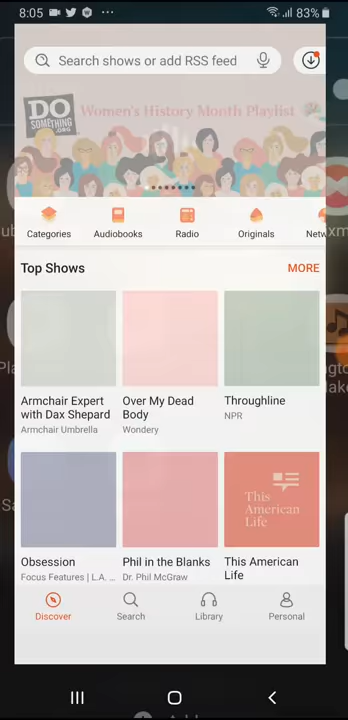 8:05
83%
Search shows or add RSS feed
DO
SOMETHING.ORG
Women's History Month Playlist
Categories
Audiobooks
Radio
Originals
Netw
Top Shows
MORE
Armchair Expert
with Dax Shepard
Armchair Umbrella
Over My Dead
Body
Wondery
Throughline
NPR
This
American
Life
Obsession
Focus Features | L.A. ...
Phil in the Blanks
Dr. Phil McGraw
This American
Life
Discover
Search
Library
Personal